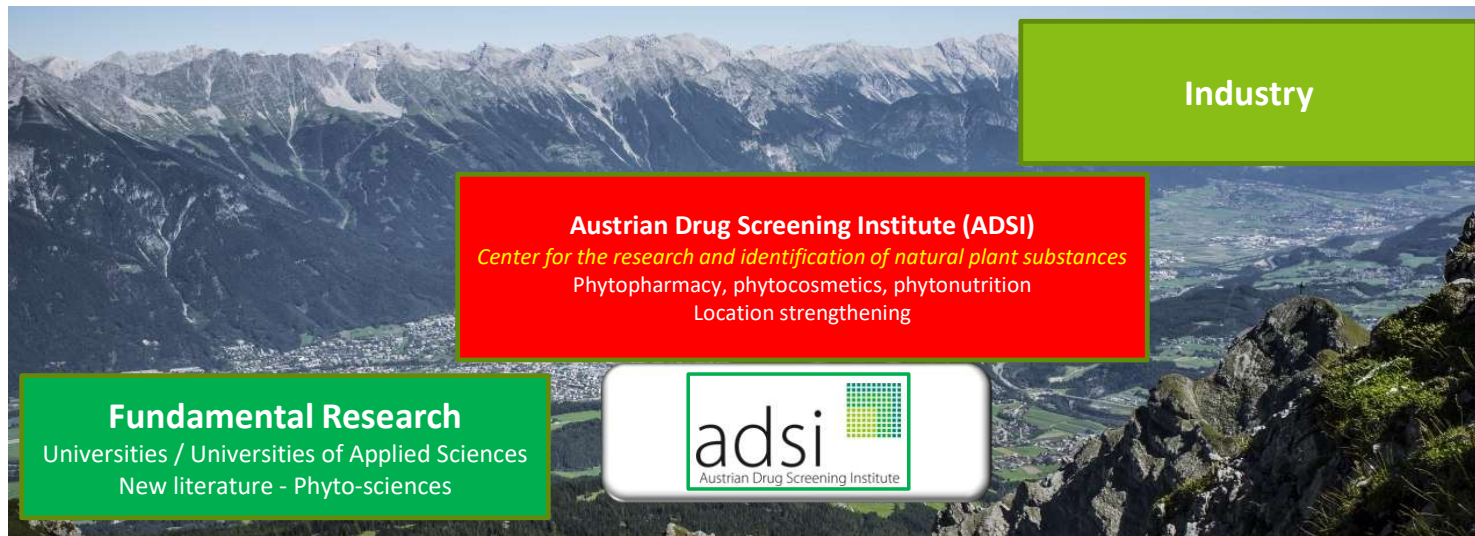 Industry
Austrian Drug Screening Institute (ADSI)
Center for the research and identification of natural plant substances
Phytopharmacy, phytocosmetics, phytonutrition
Location strengthening
Fundamental Research
Universities / Universities of Applied Sciences
New literature - Phyto-sciences
adsi
Austrian Drug Screening Institute